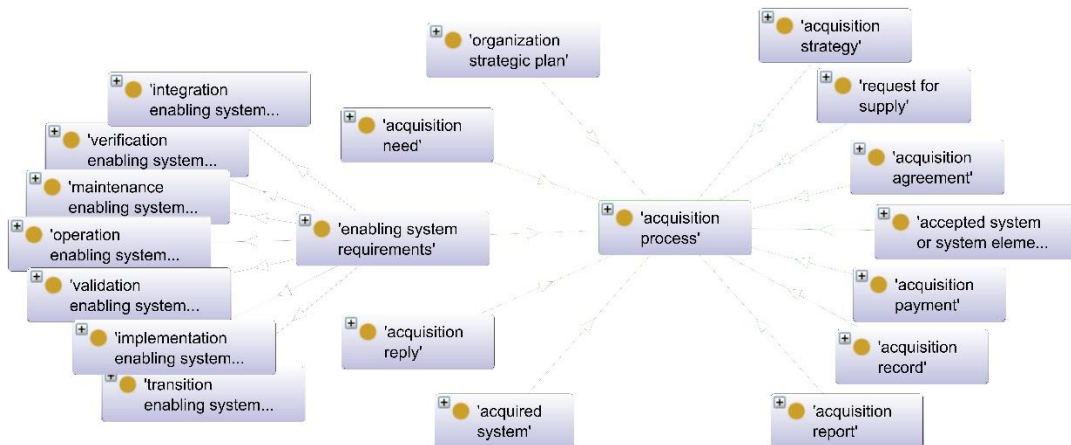 'organization
strategic plan'
'acquisition
strategy'
'request for
supply'
'integration
enabling system...
'verification
enabling system...
'maintenance
enabling system...
'operation
enabling system...
'validation
enabling system...
'implementation
enabling system...
'transition
enabling system...
'acquisition
need'
'enabling system
requirements'
'acquisition
reply'
'acquired
system'
'acquisition
process'
'acquisition
agreement'
'accepted system
or system eleme...
'acquisition
payment'
'acquisition
record'
'acquisition
report'